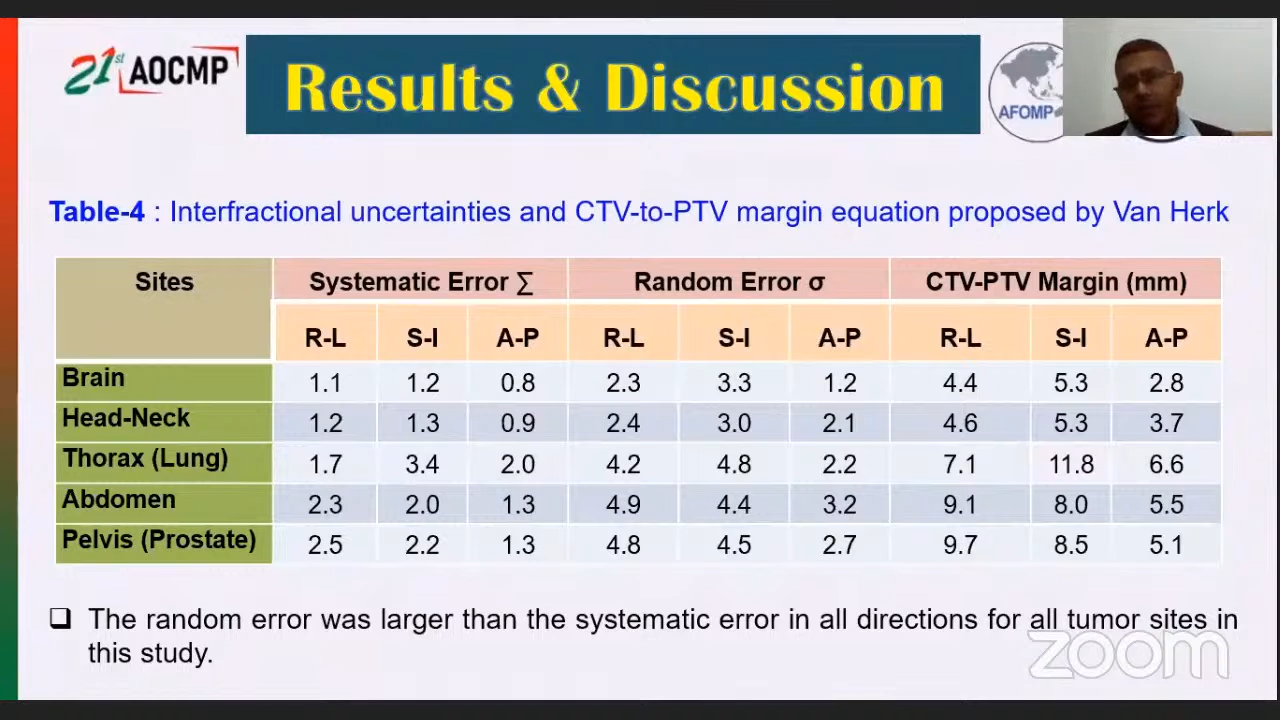 21st AOCMP
Results & Discussion
AFOMP
Table-4 : Interfractional uncertainties and CTV-to-PTV margin equation proposed by Van Herk
Sites Systematic Error ∑ Random Error σ CTV-PTV Margin (mm)
R-L S-I A-P R-L S-I A-P R-L S-I A-P
Brain 1.1 1.2 0.8 2.3 3.3 1.2 4.4 5.3 2.8
Head-Neck 1.2 1.3 0.9 2.4 3.0 2.1 4.6 5.3 3.7
Thorax (Lung) 1.7 3.4 2.0 4.2 4.8 2.2 7.1 11.8 6.6
Abdomen 2.3 2.0 1.3 4.9 4.4 3.2 9.1 8.0 5.5
Pelvis (Prostate) 2.5 2.2 1.3 4.8 4.5 2.7 9.7 8.5 5.1
❑ The random error was larger than the systematic error in all directions for all tumor sites in
this study.
zoom